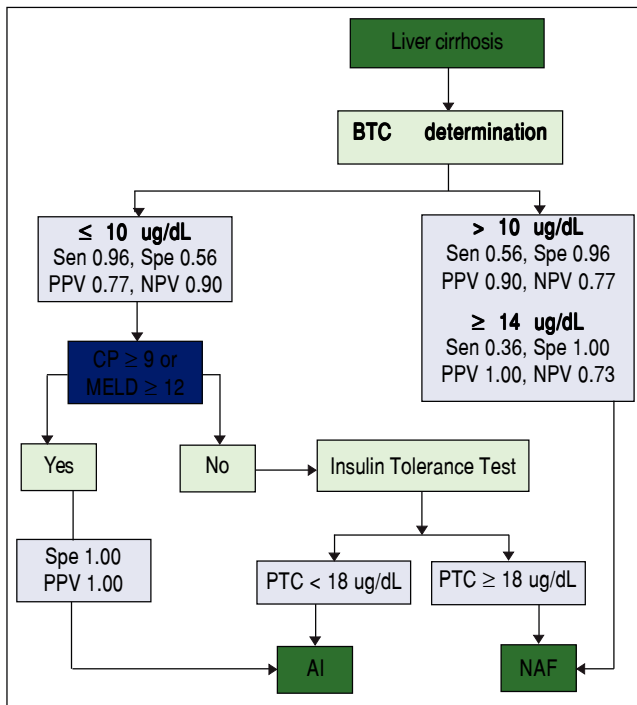 Liver cirrhosis
BTC determination
≤ 10 ug/dL
Sen 0.96, Spe 0.56
PPV 0.77, NPV 0.90
> 10 ug/dL
Sen 0.56, Spe 0.96
PPV 0.90, NPV 0.77
≥ 14 ug/dL
Sen 0.36, Spe 1.00
PPV 1.00, NPV 0.73
CP ≥ 9 or
MELD ≥ 12
Yes
No
Insulin Tolerance Test
Spe 1.00
PPV 1.00
PTC < 18 ug/dL
PTC ≥ 18 ug/dL
AI
NAF